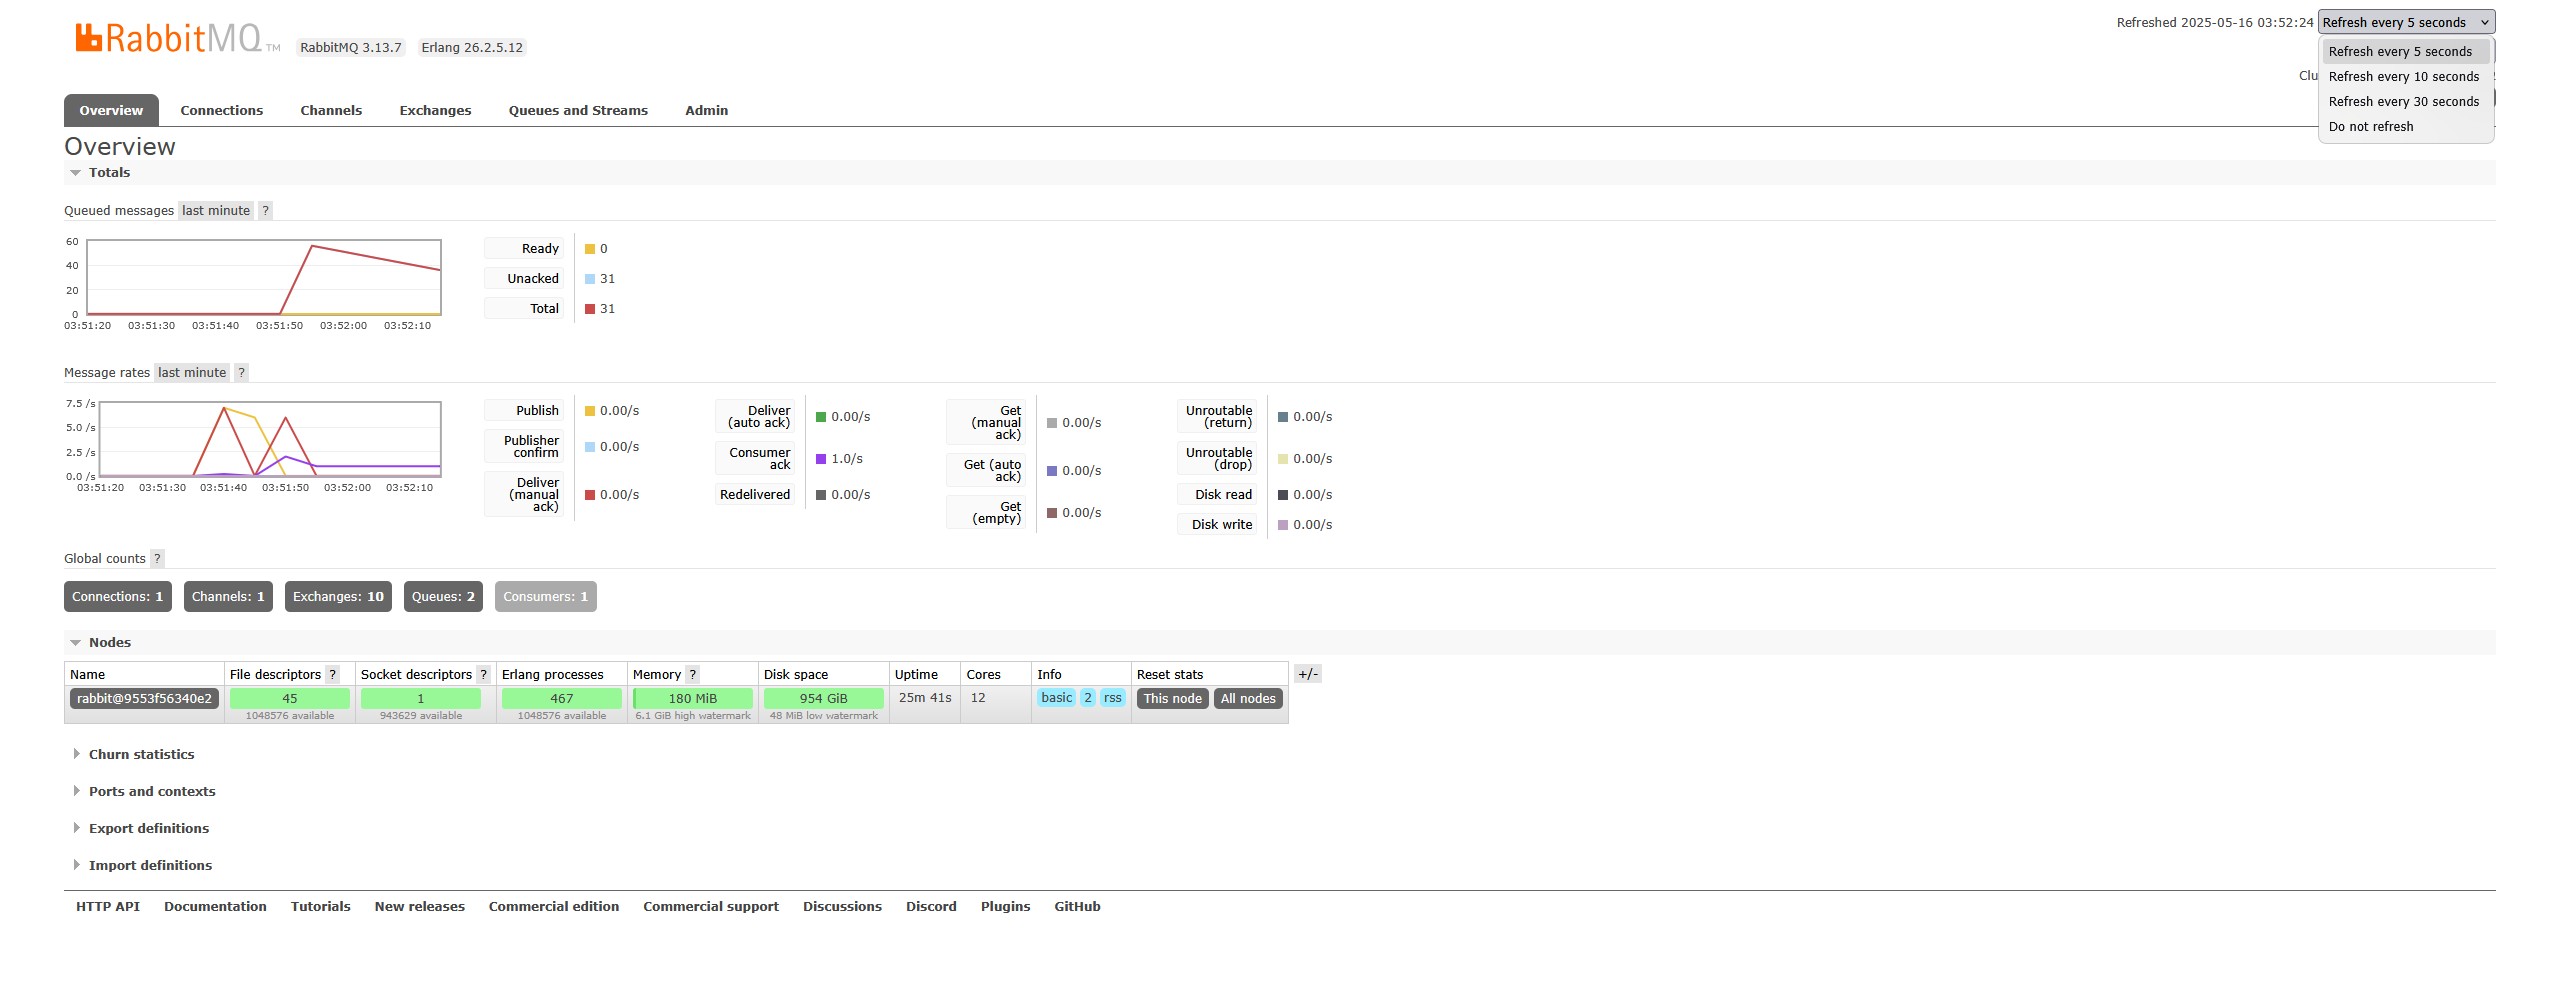 RabbitMQ TM RabbitMQ 3.13.7 Erlang 26.2.5.12
Refreshed 2025-05-16 03:52:24 Refresh every 5 seconds
Refresh every 5 seconds
Refresh every 10 seconds
Refresh every 30 seconds
Do not refresh
Clu
Overview Connections Channels Exchanges Queues and Streams Admin
Overview
Totals
Queued messages last minute ?
60
40
20
0
03:51:20 03:51:30 03:51:40 03:51:50 03:52:00 03:52:10
Ready 0
Unacked 31
Total 31
Message rates last minute ?
7.5 /s
5.0 /s
2.5 /s
0.0 /s
03:51:20 03:51:30 03:51:40 03:51:50 03:52:00 03:52:10
Publish 0.00/s
Publisher
confirm 0.00/s
Deliver
(manual
ack) 0.00/s
Deliver
(auto ack) 0.00/s
Consumer
ack 1.0/s
Redelivered 0.00/s
Get
(manual
ack) 0.00/s
Get (auto
ack) 0.00/s
Get
(empty) 0.00/s
Unroutable
(return) 0.00/s
Unroutable
(drop) 0.00/s
Disk read 0.00/s
Disk write 0.00/s
Global counts ?
Connections: 1 Channels: 1 Exchanges: 10 Queues: 2 Consumers: 1
Nodes
Name File descriptors ? Socket descriptors ? Erlang processes Memory ? Disk space Uptime Cores Info Reset stats +/-
rabbit@9553f56340e2 45 1 467 180 MiB 954 GiB 25m 41s 12 basic 2 rss This node All nodes
1048576 available 943629 available 1048576 available 6.1 GiB high watermark 48 MiB low watermark
Churn statistics
Ports and contexts
Export definitions
Import definitions
HTTP API Documentation Tutorials New releases Commercial edition Commercial support Discussions Discord Plugins GitHub